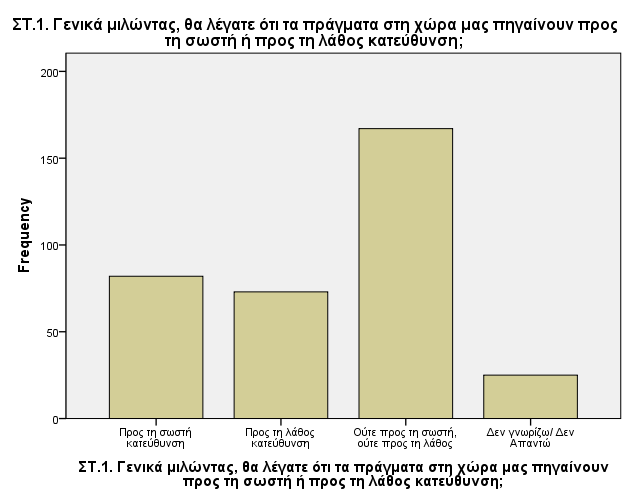 ΣΤ.1. Γενικά μιλώντας, θα λέγατε ότι τα πράγματα στη χώρα μας πηγαίνουν προς
τη σωστή ή προς τη λάθος κατεύθυνση;
200
150
100
50
0
Frequency
Προς τη σωστή
κατεύθυνση
Προς τη λάθος
κατεύθυνση
Ούτε προς τη σωστή,
ούτε προς τη λάθος
Δεν γνωρίζω/ Δεν
Απαντώ
ΣΤ.1. Γενικά μιλώντας, θα λέγατε ότι τα πράγματα στη χώρα μας πηγαίνουν
προς τη σωστή ή προς τη λάθος κατεύθυνση;